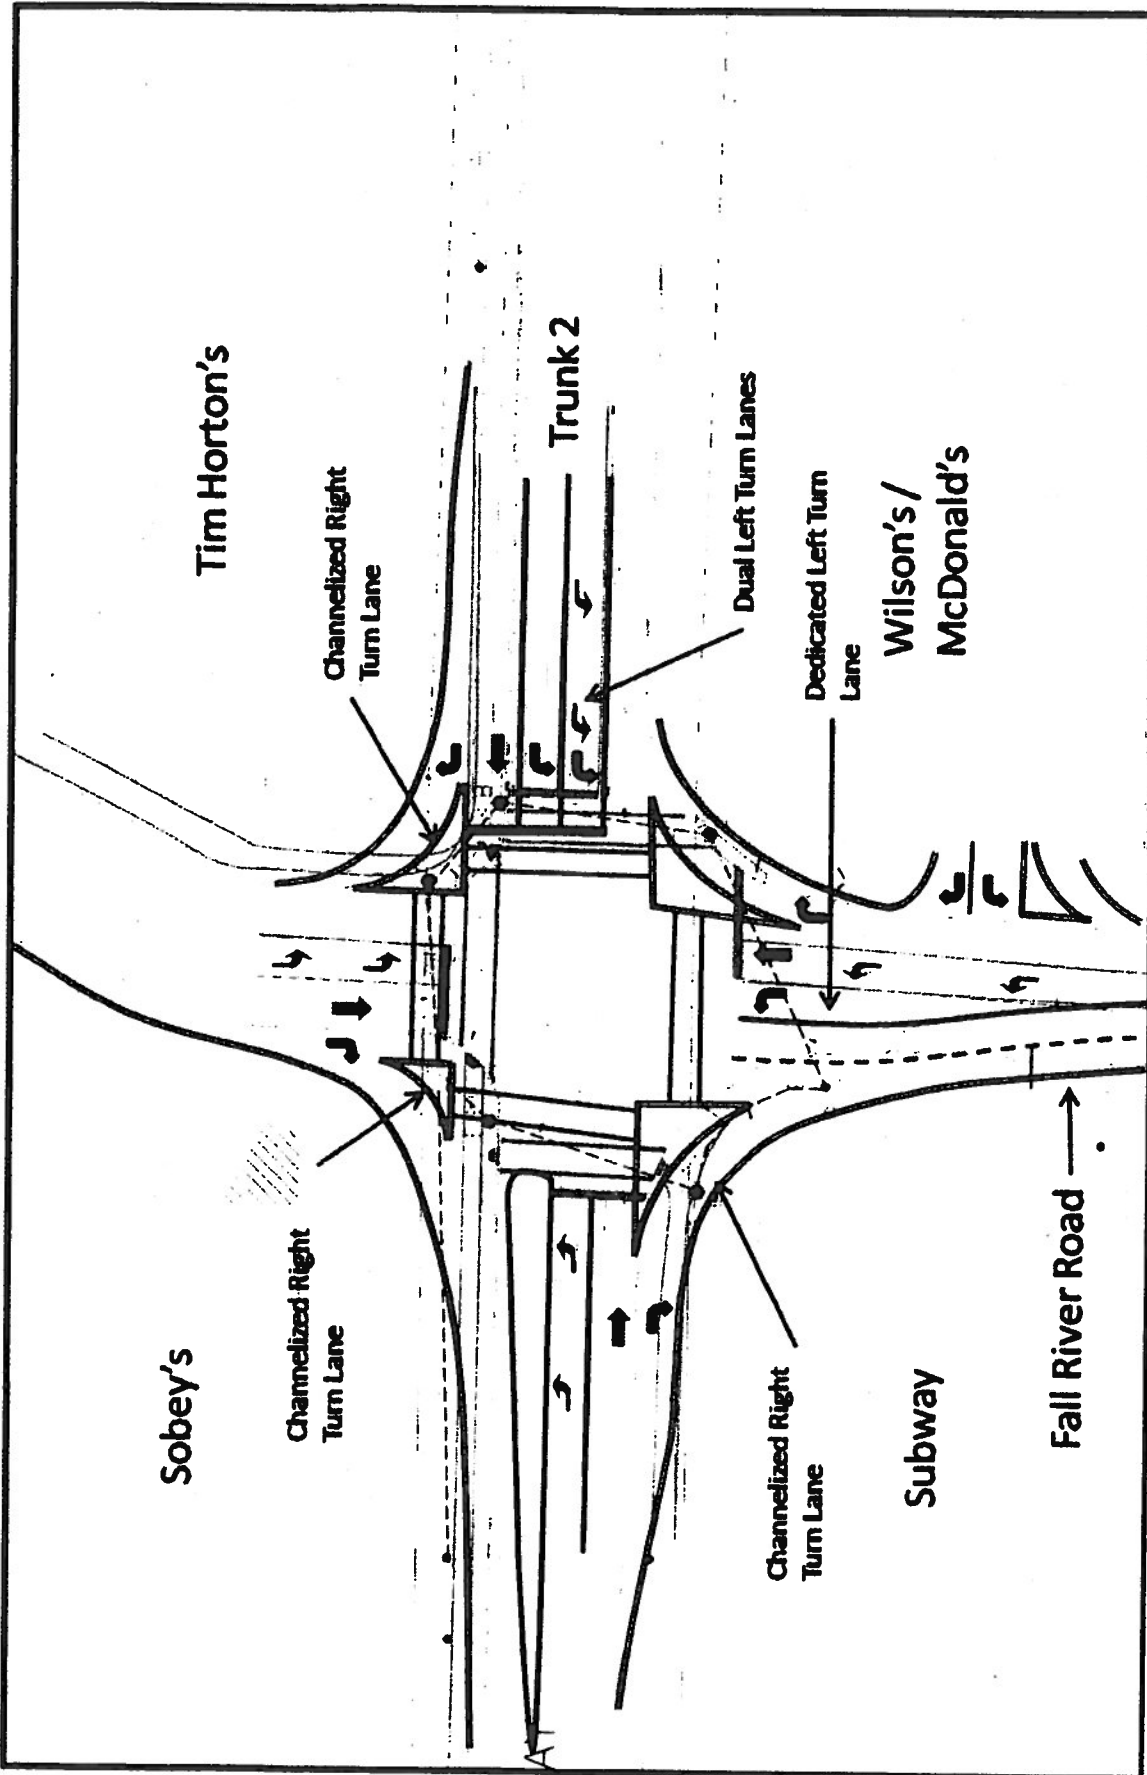 Sobey's
Tim Horton's
Channelized Right
Turn Lane
Channelized Right
Turn Lane
Trunk 2
Dual Left Turn Lanes
Dedicated Left Turn
Lane
Wilson's /
McDonald's
Channelized Right
Turn Lane
Subway
Fall River Road